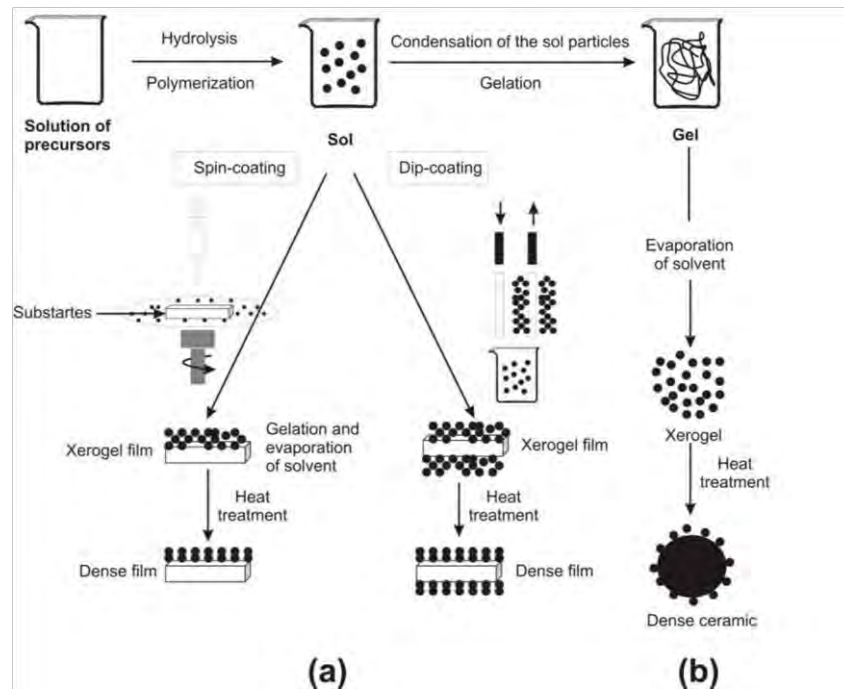 Hydrolysis
Polymerization
Condensation of the sol particles
Gelation
Solution of
precursors
Sol
Gel
Spin-coating
Dip-coating
Evaporation
of solvent
Substartes
Xerogel film
Gelation and
evaporation
of solvent
Xerogel film
Xerogel
Heat
treatment
Heat
treatment
Heat
treatment
Dense film
Dense film
Dense ceramic
(a)
(b)